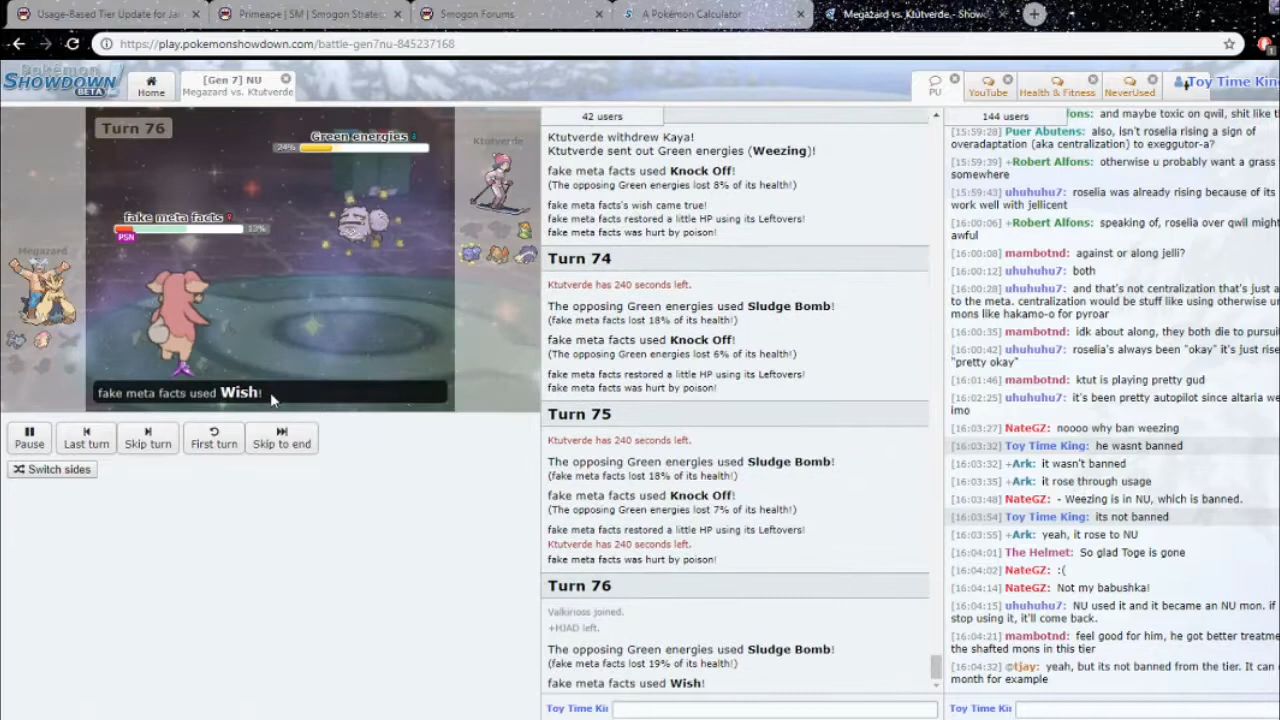 Usage-Based Tier Update for Jan
Primeape | SM | Smogon Strate
Smogon Forums
A Pokémon Calculator
Megazard vs. Ktutverde - Show
https://play.pokemonshowdown.com/battle-gen7nu-845237168
Pokémon
SHOWDOWN
BETA
Home
[Gen 7] NU
Megazard vs. Ktutverde
PU
YouTube
Health & Fitness
NeverUsed
Toy Time Kin
Turn 76
Green energies
24%
Ktutverde
fake meta facts
13%
PSN
Megazard
fake meta facts used Wish!
Pause
Last turn
Skip turn
First turn
Skip to end
Switch sides
42 users
Ktutverde withdrew Kaya!
Ktutverde sent out Green energies (Weezing)!
fake meta facts used Knock Off!
(The opposing Green energies lost 8% of its health!)
fake meta facts's wish came true!
fake meta facts restored a little HP using its Leftovers!
fake meta facts was hurt by poison!
Turn 74
Ktutverde has 240 seconds left.
The opposing Green energies used Sludge Bomb!
(fake meta facts lost 18% of its health!)
fake meta facts used Knock Off!
(The opposing Green energies lost 6% of its health!)
fake meta facts restored a little HP using its Leftovers!
fake meta facts was hurt by poison!
Turn 75
Ktutverde has 240 seconds left.
The opposing Green energies used Sludge Bomb!
(fake meta facts lost 18% of its health!)
fake meta facts used Knock Off!
(The opposing Green energies lost 7% of its health!)
fake meta facts restored a little HP using its Leftovers!
Ktutverde has 240 seconds left.
fake meta facts was hurt by poison!
Turn 76
Valkirioss joined.
+HJAD left.
The opposing Green energies used Sludge Bomb!
(fake meta facts lost 19% of its health!)
fake meta facts used Wish!
Toy Time Kin
144 users
fons: and maybe toxic on qwil, shit like t
[15:59:28] Puer Abutens: also, isn't roselia rising a sign of
overadaptation (aka centralization) to exeggutor-a?
[15:59:39] +Robert Alfons: otherwise u probably want a grass
somewhere
[15:59:43] uhuhuhu7: roselia was already rising because of its
work well with jellicent
[16:00:06] +Robert Alfons: speaking of, roselia over qwil might
awful
[16:00:08] mambotnd: against or along jelli?
[16:00:12] uhuhuhu7: both
[16:00:28] uhuhuhu7: and that's not centralization that's just a
to the meta. centralization would be stuff like using otherwise u
mons like hakamo-o for pyroar
[16:00:35] mambotnd: idk about along, they both die to pursui
[16:00:42] uhuhuhu7: roselia's always been "okay" it's just rise
"pretty okay"
[16:01:46] mambotnd: ktut is playing pretty gud
[16:02:25] uhuhuhu7: it's been pretty autopilot since altaria we
imo
[16:03:27] NateGZ: noooo why ban weezing
[16:03:32] Toy Time King: he wasnt banned
[16:03:32] +Ark: it wasn't banned
[16:03:35] +Ark: it rose through usage
[16:03:48] NateGZ: - Weezing is in NU, which is banned.
[16:03:54] Toy Time King: its not banned
[16:03:55] +Ark: yeah, it rose to NU
[16:04:01] The Helmet: So glad Toge is gone
[16:04:02] NateGZ: :(
[16:04:14] NateGZ: Not my babushka!
[16:04:15] uhuhuhu7: NU used it and it became an NU mon. if
stop using it, it'll come back.
[16:04:21] mambotnd: feel good for him, he got better treatme
the shafted mons in this tier
[16:04:32] @tjay: yeah, but its not banned from the tier. It can
month for example
Toy Time Kin